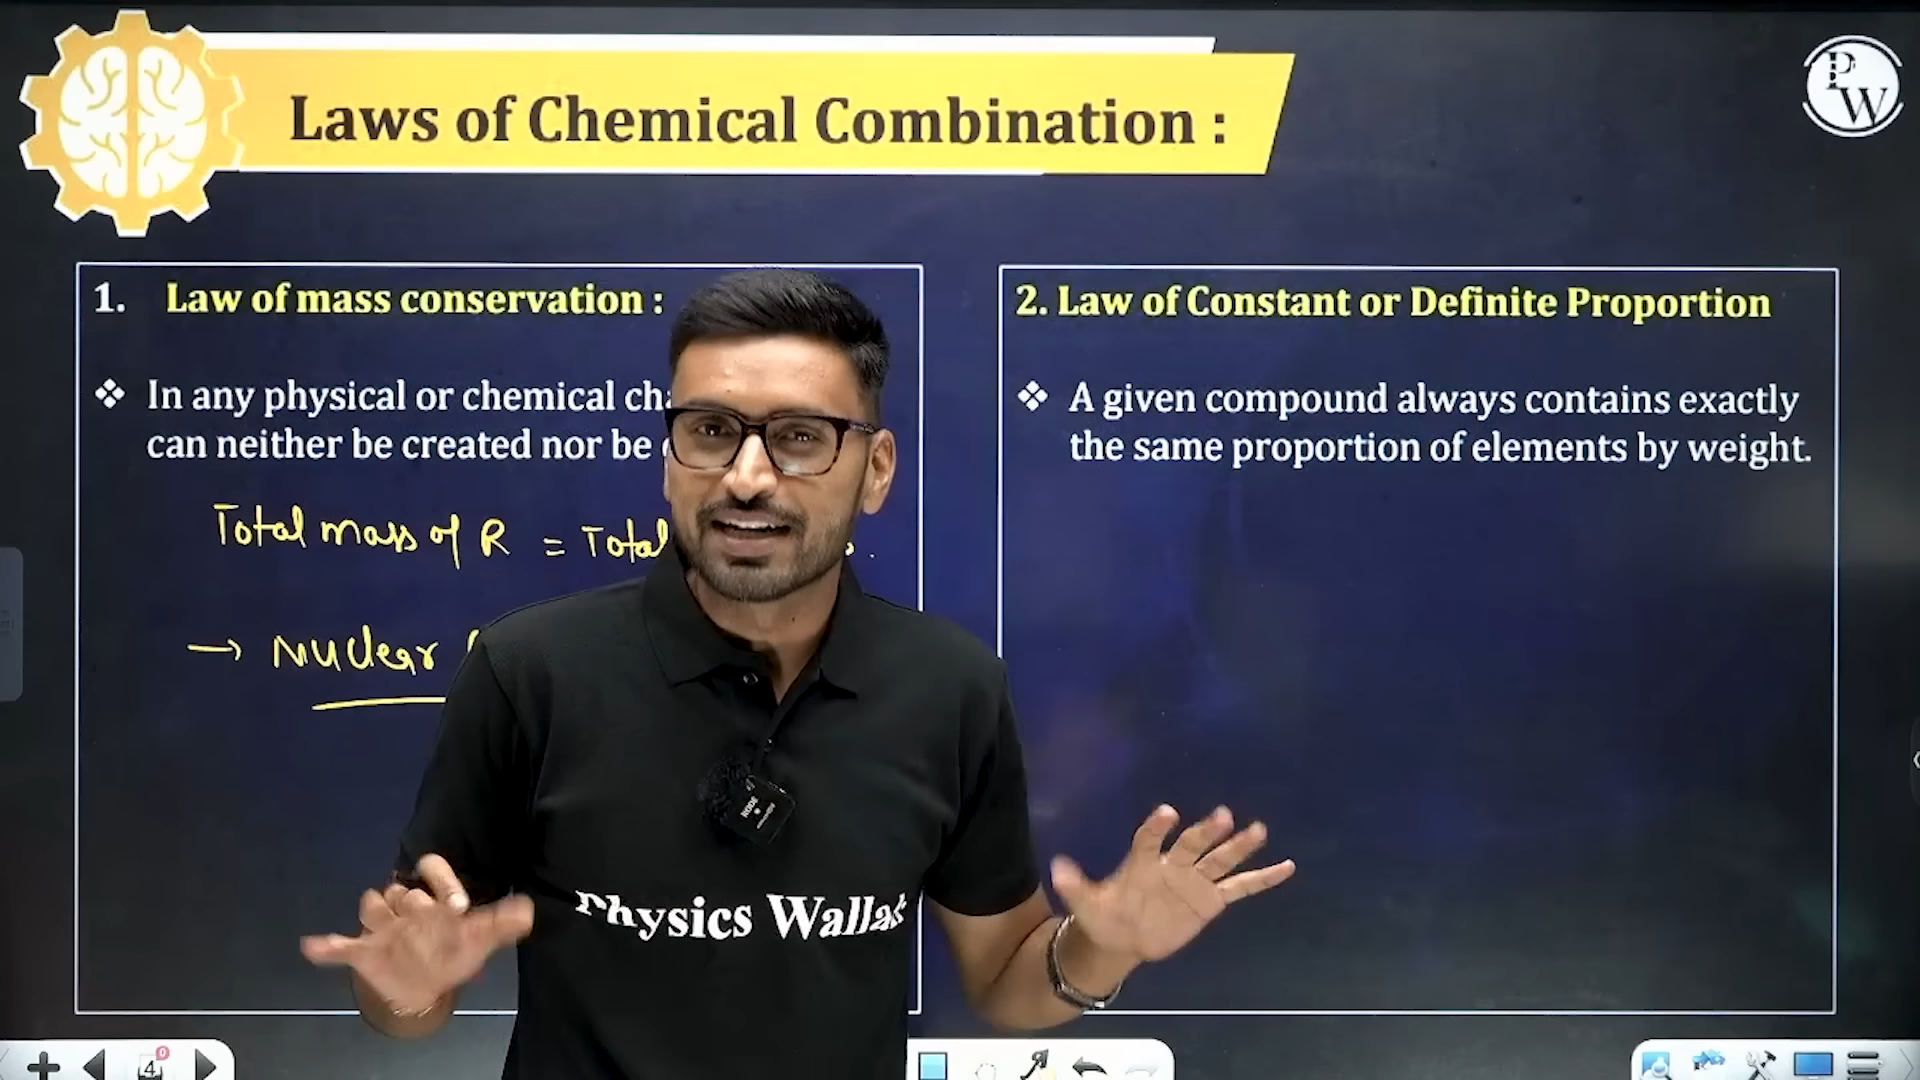 Laws of Chemical Combination :
PW
1. Law of mass conservation :
❖ In any physical or chemical
can neither be created nor be
Total mass of R = Total
→ Nuclear
2. Law of Constant or Definite Proportion
❖ A given compound always contains exactly
the same proportion of elements by weight.
Physics
4
0